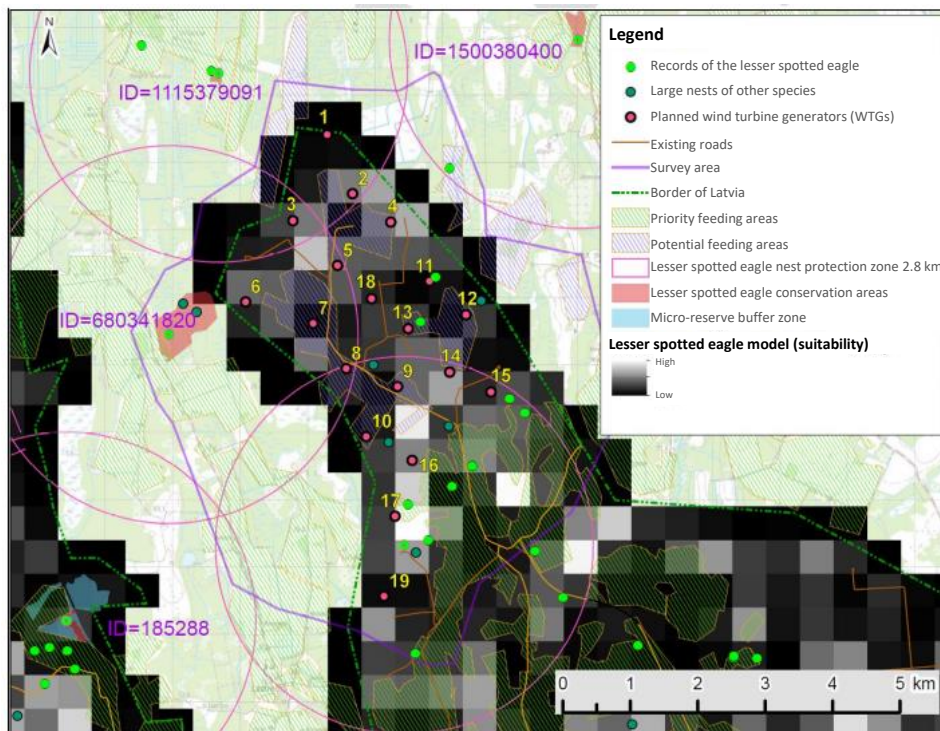 N
ID=1500380400
ID=1115379091
ID=680341820
ID=185288
1
2
3
4
5
6
7
8
9
10
11
12
13
14
15
16
17
18
19
Legend
Records of the lesser spotted eagle
Large nests of other species
Planned wind turbine generators (WTGs)
Existing roads
Survey area
Border of Latvia
Priority feeding areas
Potential feeding areas
Lesser spotted eagle nest protection zone 2.8 km
Lesser spotted eagle conservation areas
Micro-reserve buffer zone
Lesser spotted eagle model (suitability)
High
Low
0 1 2 3 4 5 km